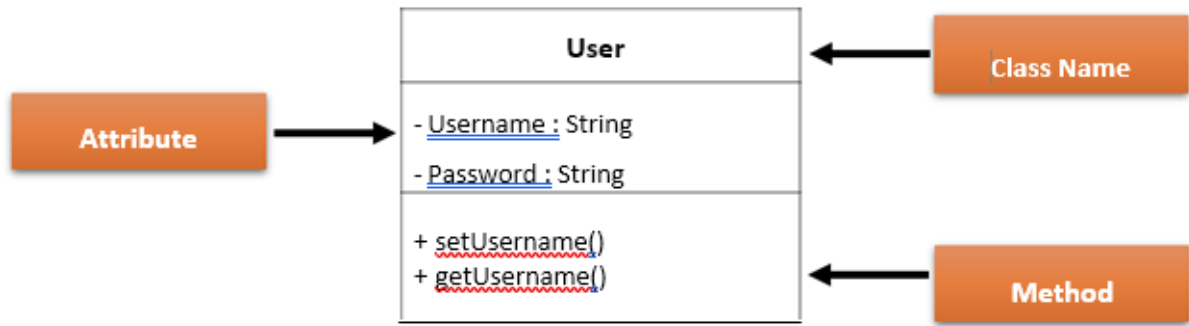 User
Class Name
Attribute
- Username : String
- Password : String
+ setUsername()
+ getUsername()
Method